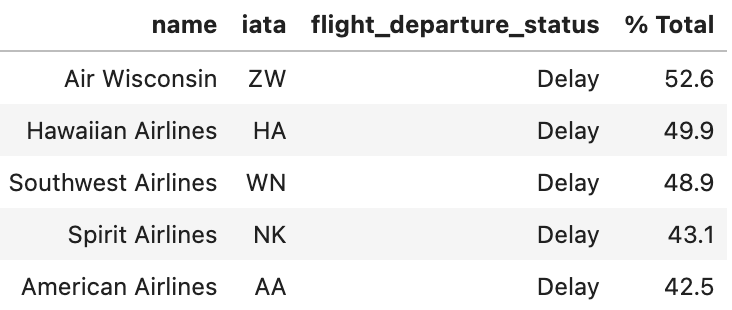 name iata flight_departure_status % Total
Air Wisconsin ZW Delay 52.6
Hawaiian Airlines HA Delay 49.9
Southwest Airlines WN Delay 48.9
Spirit Airlines NK Delay 43.1
American Airlines AA Delay 42.5